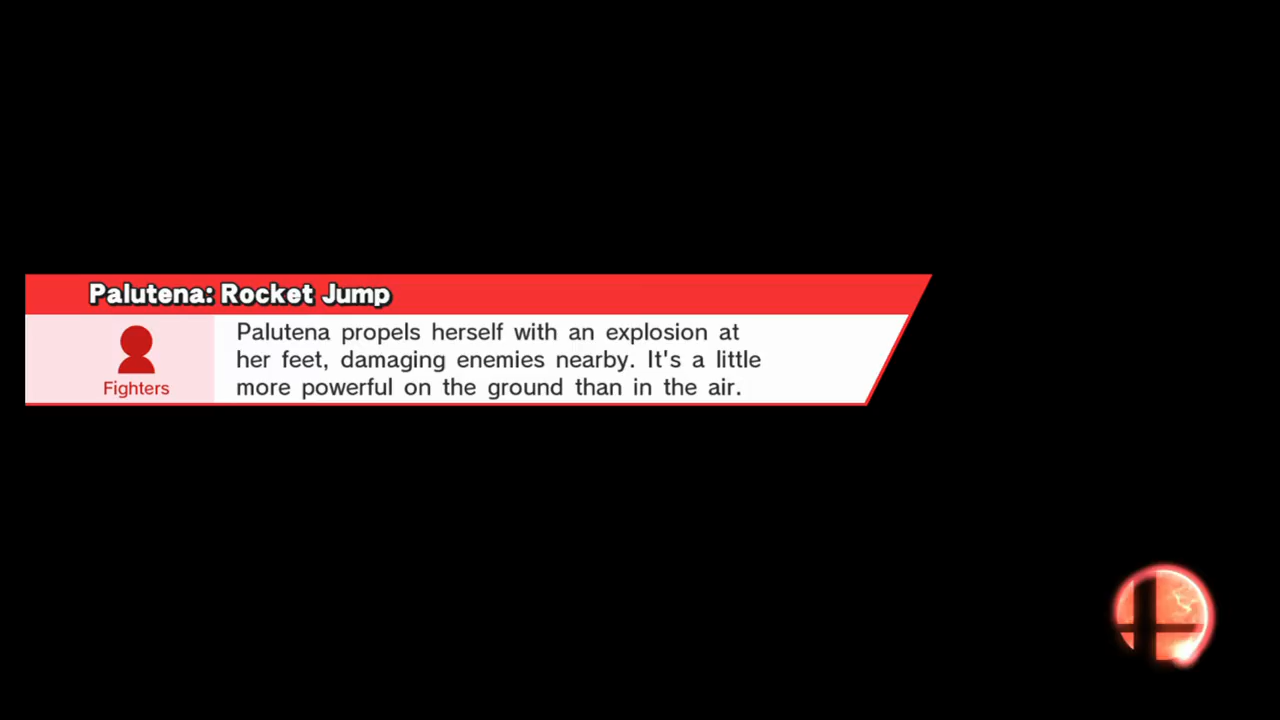 Palutena: Rocket Jump
Fighters
Palutena propels herself with an explosion at
her feet, damaging enemies nearby. It's a little
more powerful on the ground than in the air.